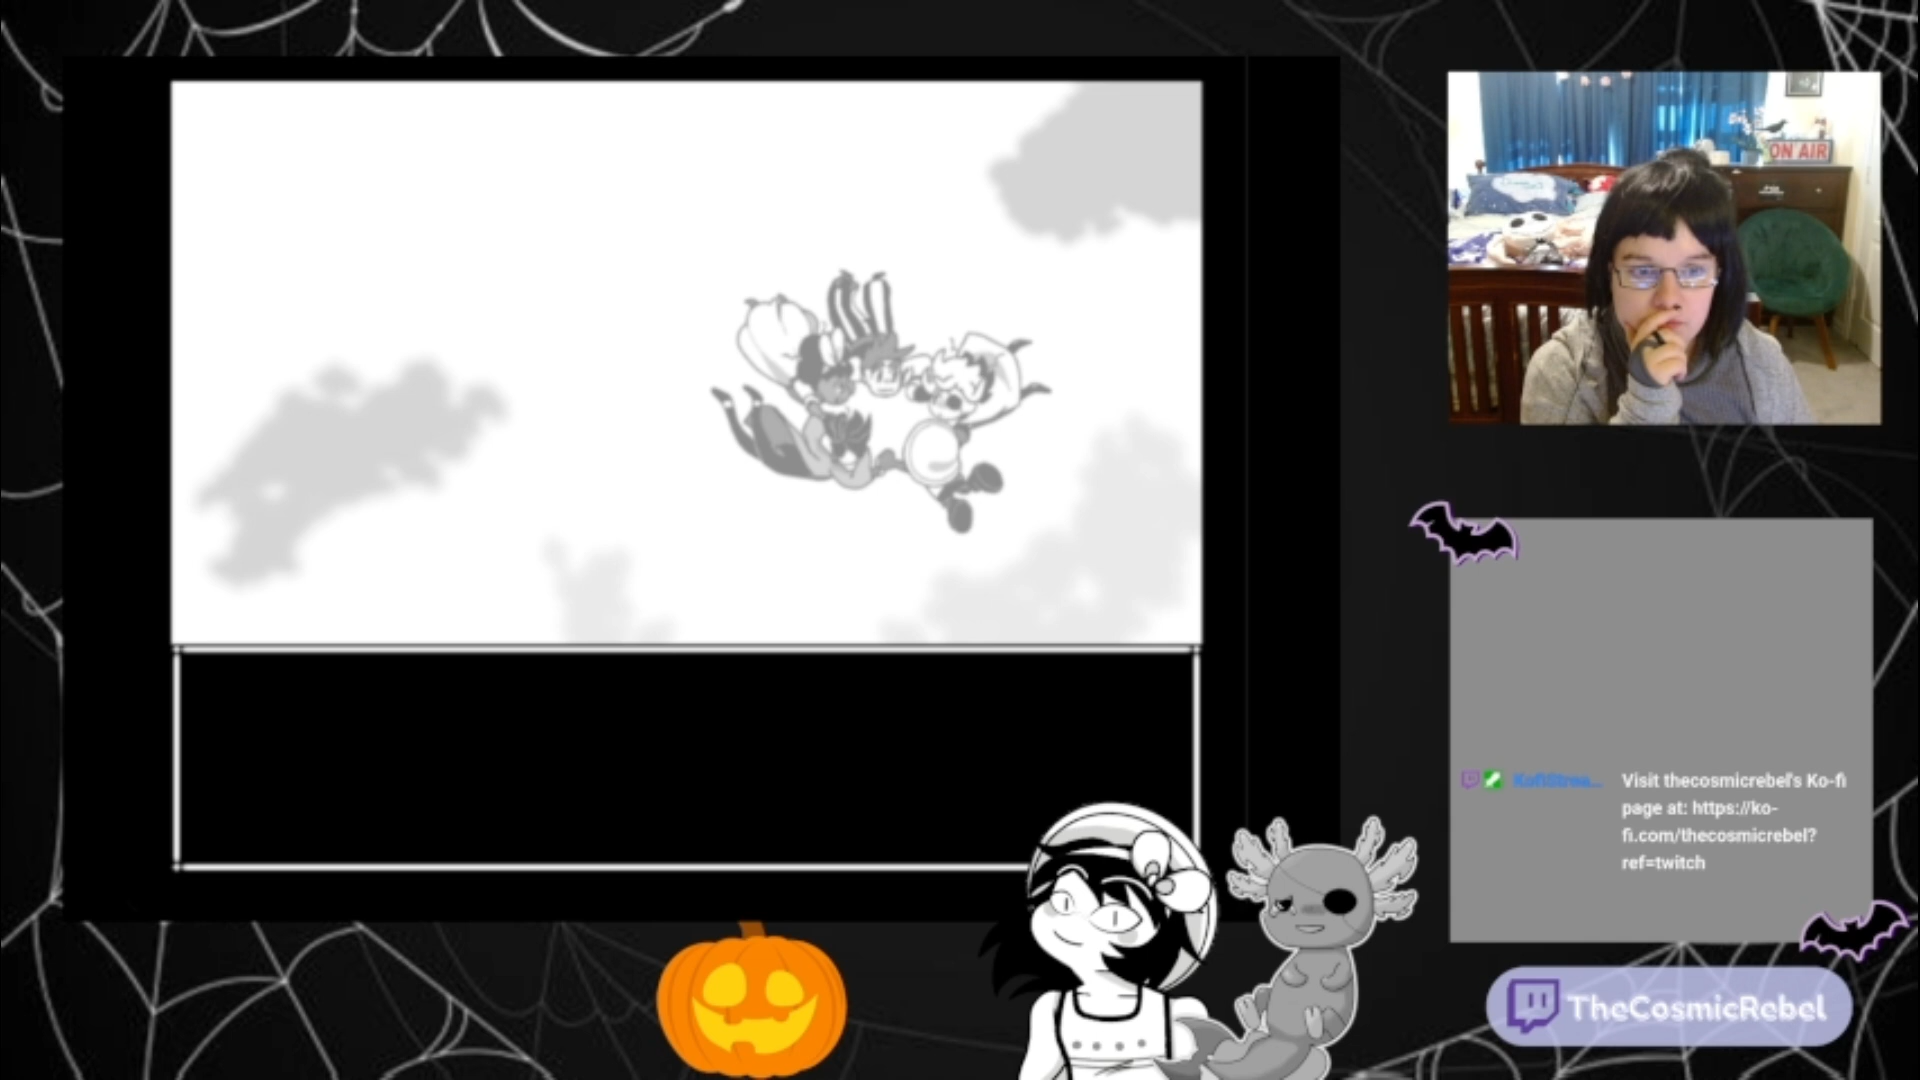 ON AIR
Visit thecosmicrebel's Ko-fi
page at: https://ko-
fi.com/thecosmicrebel?
ref=twitch
TheCosmicRebel